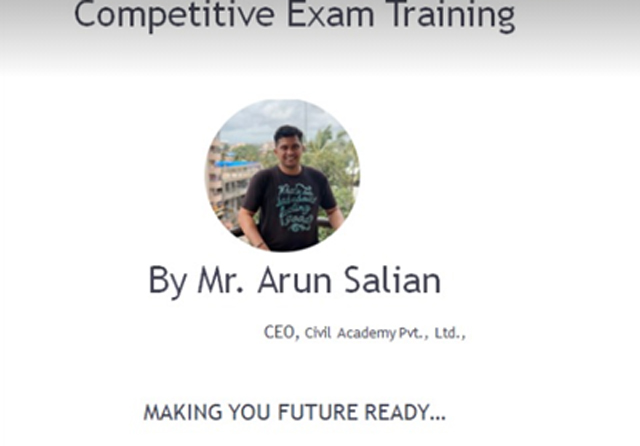 Competitive Exam Training
By Mr. Arun Salian
CEO, Civil Academy Pvt., Ltd.,
MAKING YOU FUTURE READY...